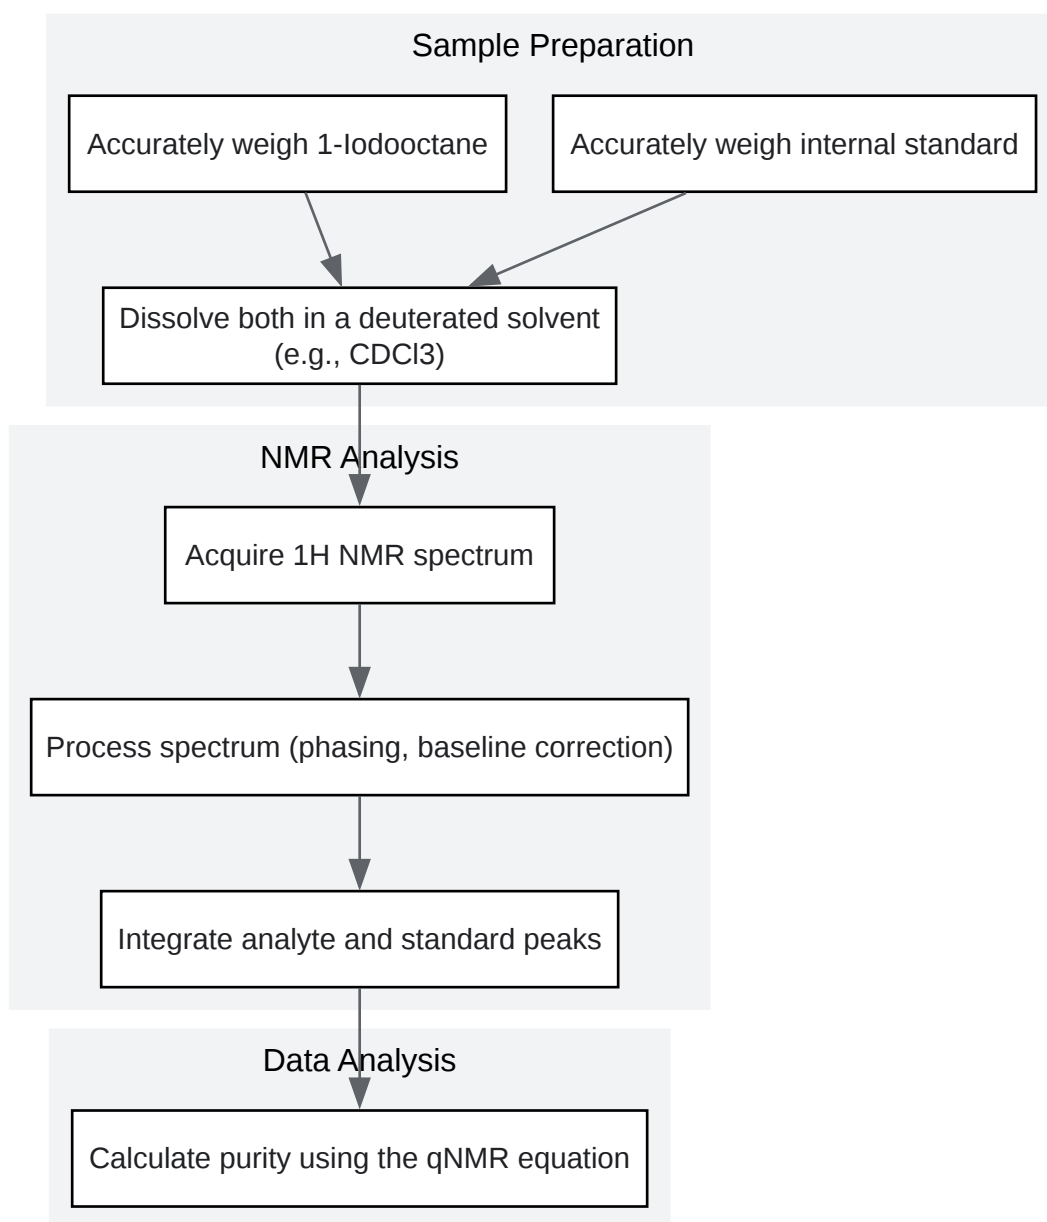 Sample Preparation
Accurately weigh 1-Iodooctane
Accurately weigh internal standard
Dissolve both in a deuterated solvent
(e.g., CDCl3)
NMR Analysis
Acquire 1H NMR spectrum
Process spectrum (phasing, baseline correction)
Integrate analyte and standard peaks
Data Analysis
Calculate purity using the qNMR equation